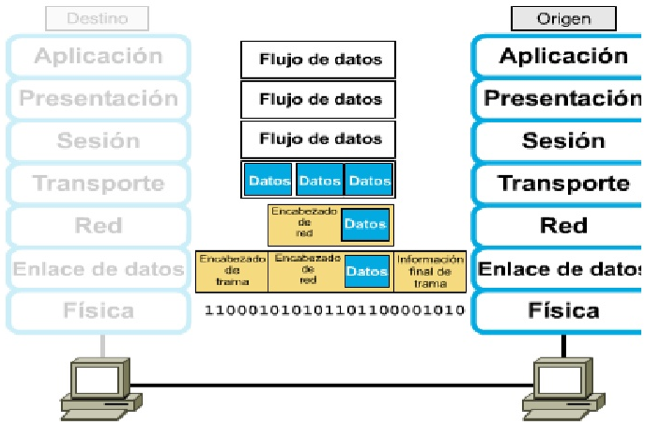 Destino
Origen
Aplicación
Flujo de datos
Aplicación
Presentación
Flujo de datos
Presentación
Sesión
Flujo de datos
Sesión
Transporte
Datos Datos Datos
Transporte
Red
Encabezado
de
red
Datos
Red
Enlace de datos
Encabezado
de
trama
Encabezado
de
red
Datos
Información
final de
trama
Enlace de datos
Física
110001010101101100001010
Física